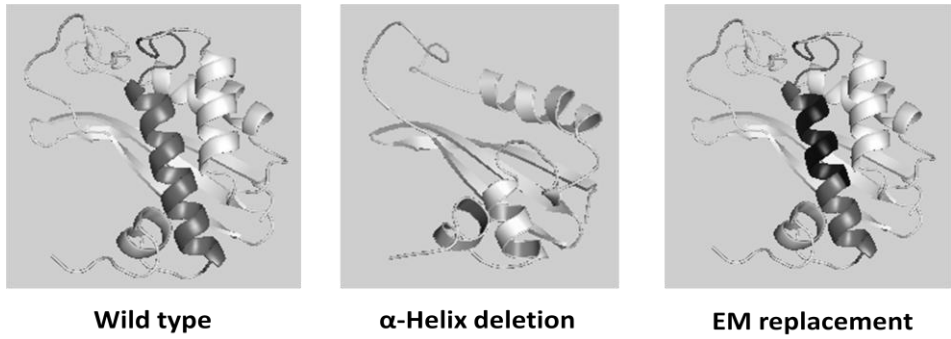 Wild type
α-Helix deletion
EM replacement